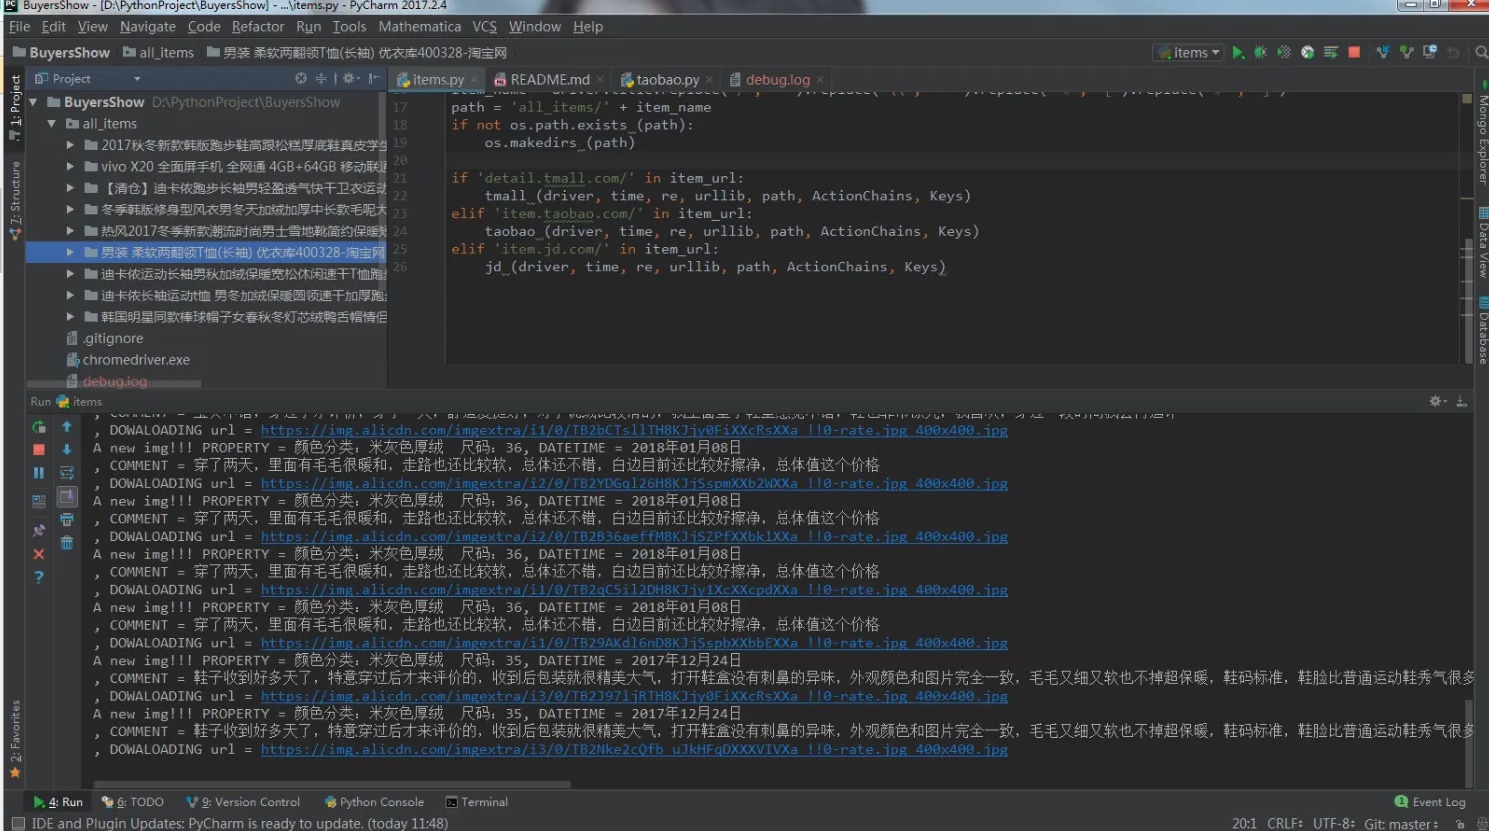 BuyersShow - [D:\PythonProject\BuyersShow] - ...\items.py - PyCharm 2017.2.4
File Edit View Navigate Code Refactor Run Tools Mathematica VCS Window Help
BuyersShow all_items 男装 柔软两翻领T恤(长袖) 优衣库400328-淘宝网 items
Project items.py README.md taobao.py debug.log
1: Project
7: Structure
2: Favorites
Mongo Explorer
Data View
Database
BuyersShow D:\PythonProject\BuyersShow
all_items
2017秋冬新款韩版跑步鞋高跟松糕厚底鞋真皮学生
vivo X20 全面屏手机 全网通 4GB+64GB 移动联通
【清仓】迪卡侬跑步长袖男轻盈透气快干卫衣运动
冬季韩版修身型风衣男冬天加绒加厚中长款毛呢大
热风2017冬季新款潮流时尚男士雪地靴简约保暖
男装 柔软两翻领T恤(长袖) 优衣库400328-淘宝网
迪卡侬运动长袖男秋加绒保暖宽松休闲速干T恤跑
迪卡侬长袖运动t恤 男冬加绒保暖圆领速干加厚跑
韩国明星同款棒球帽子女春秋冬灯芯绒鸭舌帽情侣
.gitignore
chromedriver.exe
debug.log
17 path = 'all_items/' + item_name
18 if not os.path.exists (path):
19 os.makedirs (path)
20
21 if 'detail.tmall.com/' in item_url:
22 tmall (driver, time, re, urllib, path, ActionChains, Keys)
23 elif 'item.taobao.com/' in item_url:
24 taobao (driver, time, re, urllib, path, ActionChains, Keys)
25 elif 'item.jd.com/' in item_url:
26 jd (driver, time, re, urllib, path, ActionChains, Keys)
Run items
, DOWALOADING url = https://img.alicdn.com/imgextra/i1/0/TB2bCTsllTH8KJjy0FiXXcRsXXa_!!0-rate.jpg_400x400.jpg
A new img!!! PROPERTY = 颜色分类：米灰色厚绒 尺码：36, DATETIME = 2018年01月08日
, COMMENT = 穿了两天，里面有毛毛很暖和，走路也还比较软，总体还不错，白边目前还比较好擦净，总体值这个价格
, DOWALOADING url = https://img.alicdn.com/imgextra/i2/0/TB2YDGql26H8KJjSspmXXb2WXXa_!!0-rate.jpg_400x400.jpg
A new img!!! PROPERTY = 颜色分类：米灰色厚绒 尺码：36, DATETIME = 2018年01月08日
, COMMENT = 穿了两天，里面有毛毛很暖和，走路也还比较软，总体还不错，白边目前还比较好擦净，总体值这个价格
, DOWALOADING url = https://img.alicdn.com/imgextra/i2/0/TB2B36aeffM8KJjSZPfXXbklXXa_!!0-rate.jpg_400x400.jpg
A new img!!! PROPERTY = 颜色分类：米灰色厚绒 尺码：36, DATETIME = 2018年01月08日
, COMMENT = 穿了两天，里面有毛毛很暖和，走路也还比较软，总体还不错，白边目前还比较好擦净，总体值这个价格
, DOWALOADING url = https://img.alicdn.com/imgextra/i1/0/TB2qC5il2DH8KJjy1XcXXcpdXXa_!!0-rate.jpg_400x400.jpg
A new img!!! PROPERTY = 颜色分类：米灰色厚绒 尺码：36, DATETIME = 2018年01月08日
, COMMENT = 穿了两天，里面有毛毛很暖和，走路也还比较软，总体还不错，白边目前还比较好擦净，总体值这个价格
, DOWALOADING url = https://img.alicdn.com/imgextra/i1/0/TB29AKdl6nD8KJjSspbXXbbEXXa_!!0-rate.jpg_400x400.jpg
A new img!!! PROPERTY = 颜色分类：米灰色厚绒 尺码：35, DATETIME = 2017年12月24日
, COMMENT = 鞋子收到好多天了，特意穿过后才来评价的，收到后包装就很精美大气，打开鞋盒没有刺鼻的异味，外观颜色和图片完全一致，毛毛又细又软也不掉超保暖，鞋码标准，鞋脸比普通运动鞋秀气很多
, DOWALOADING url = https://img.alicdn.com/imgextra/i3/0/TB2J97ljRTH8KJjy0FiXXcRsXXa_!!0-rate.jpg_400x400.jpg
A new img!!! PROPERTY = 颜色分类：米灰色厚绒 尺码：35, DATETIME = 2017年12月24日
, COMMENT = 鞋子收到好多天了，特意穿过后才来评价的，收到后包装就很精美大气，打开鞋盒没有刺鼻的异味，外观颜色和图片完全一致，毛毛又细又软也不掉超保暖，鞋码标准，鞋脸比普通运动鞋秀气很多
, DOWALOADING url = https://img.alicdn.com/imgextra/i3/0/TB2Nke2cQfb_uJkHFqDXXXVIVXa_!!0-rate.jpg_400x400.jpg
4: Run 6: TODO 9: Version Control Python Console Terminal 1 Event Log
IDE and Plugin Updates: PyCharm is ready to update. (today 11:48) 20:1 CRLF UTF-8 Git: master